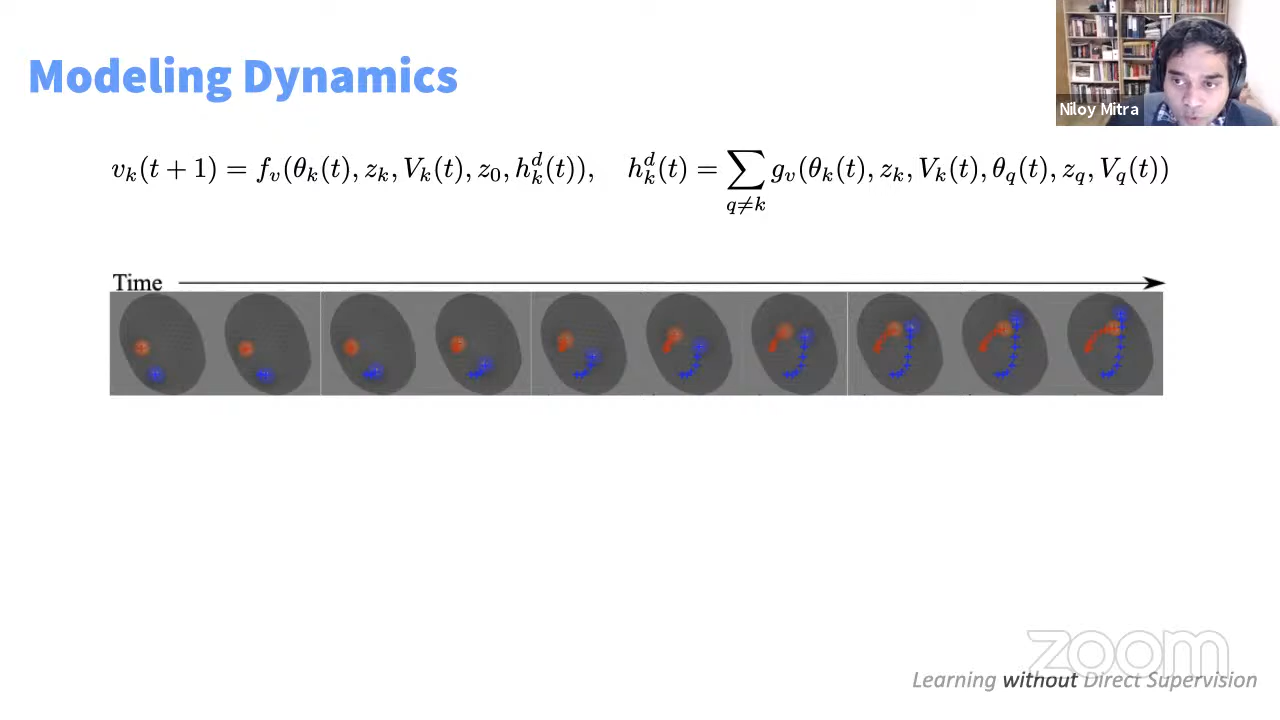 Modeling Dynamics
Niloy Mitra
v_k(t + 1) = f_v(θ_k(t), z_k, V_k(t), z_0, h_k^d(t)), h_k^d(t) = ∑_{q≠k} g_v(θ_k(t), z_k, V_k(t), θ_q(t), z_q, V_q(t))
Time
zoom
Learning without Direct Supervision